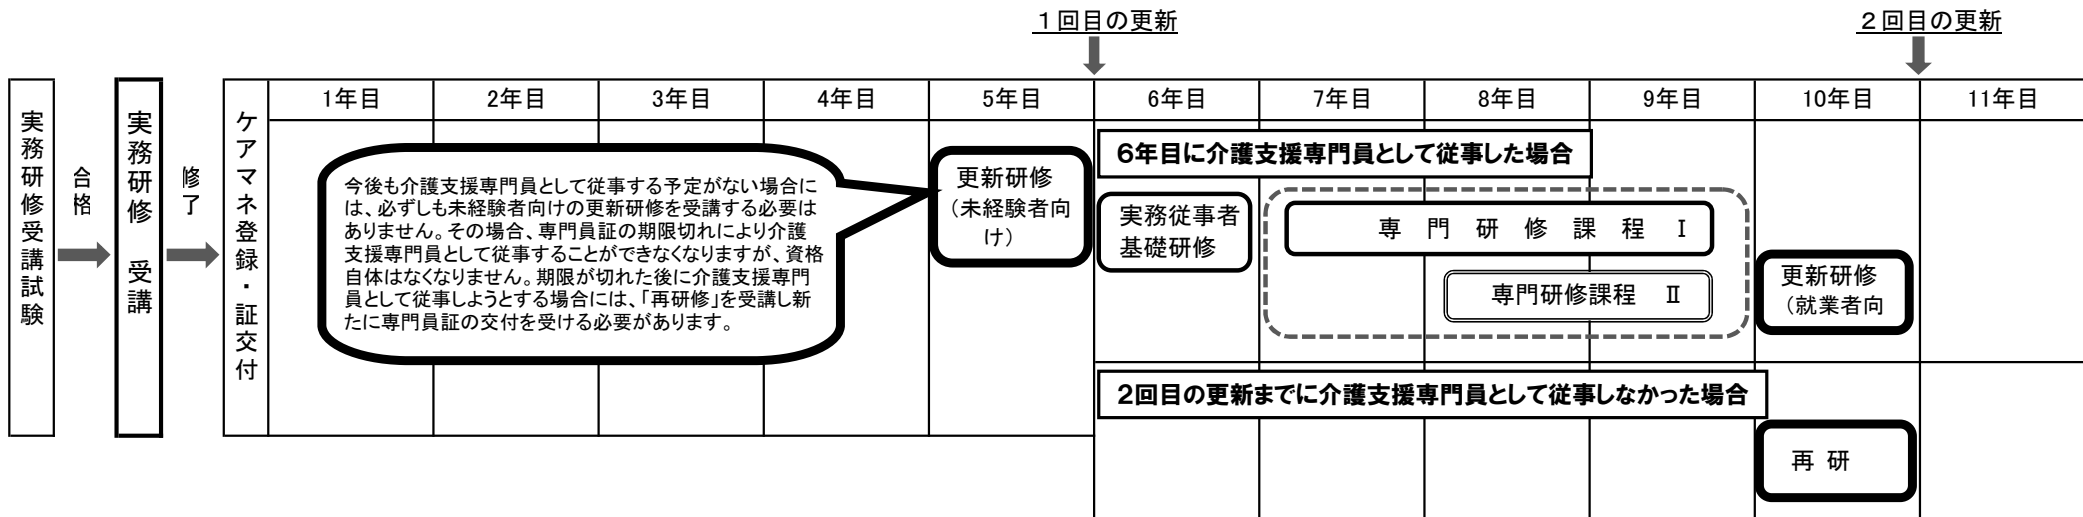 1回目の更新
2回目の更新
実務研修受講試験
合格
実務研修　受講
修了
ケアマネ登録・証交付
1年目
2年目
3年目
4年目
5年目
6年目
7年目
8年目
9年目
10年目
11年目
今後も介護支援専門員として従事する予定がない場合に
は、必ずしも未経験者向けの更新研修を受講する必要は
ありません。その場合、専門員証の期限切れにより介護
支援専門員として従事することができなくなりますが、資格
自体はなくなりません。期限が切れた後に介護支援専門
員として従事しようとする場合には、「再研修」を受講し新
たに専門員証の交付を受ける必要があります。
更新研修
（未経験者向
け）
6年目に介護支援専門員として従事した場合
実務従事者
基礎研修
専　門　研　修　課　程　Ⅰ
専門研修課程　Ⅱ
更新研修
（就業者向
2回目の更新までに介護支援専門員として従事しなかった場合
再 研